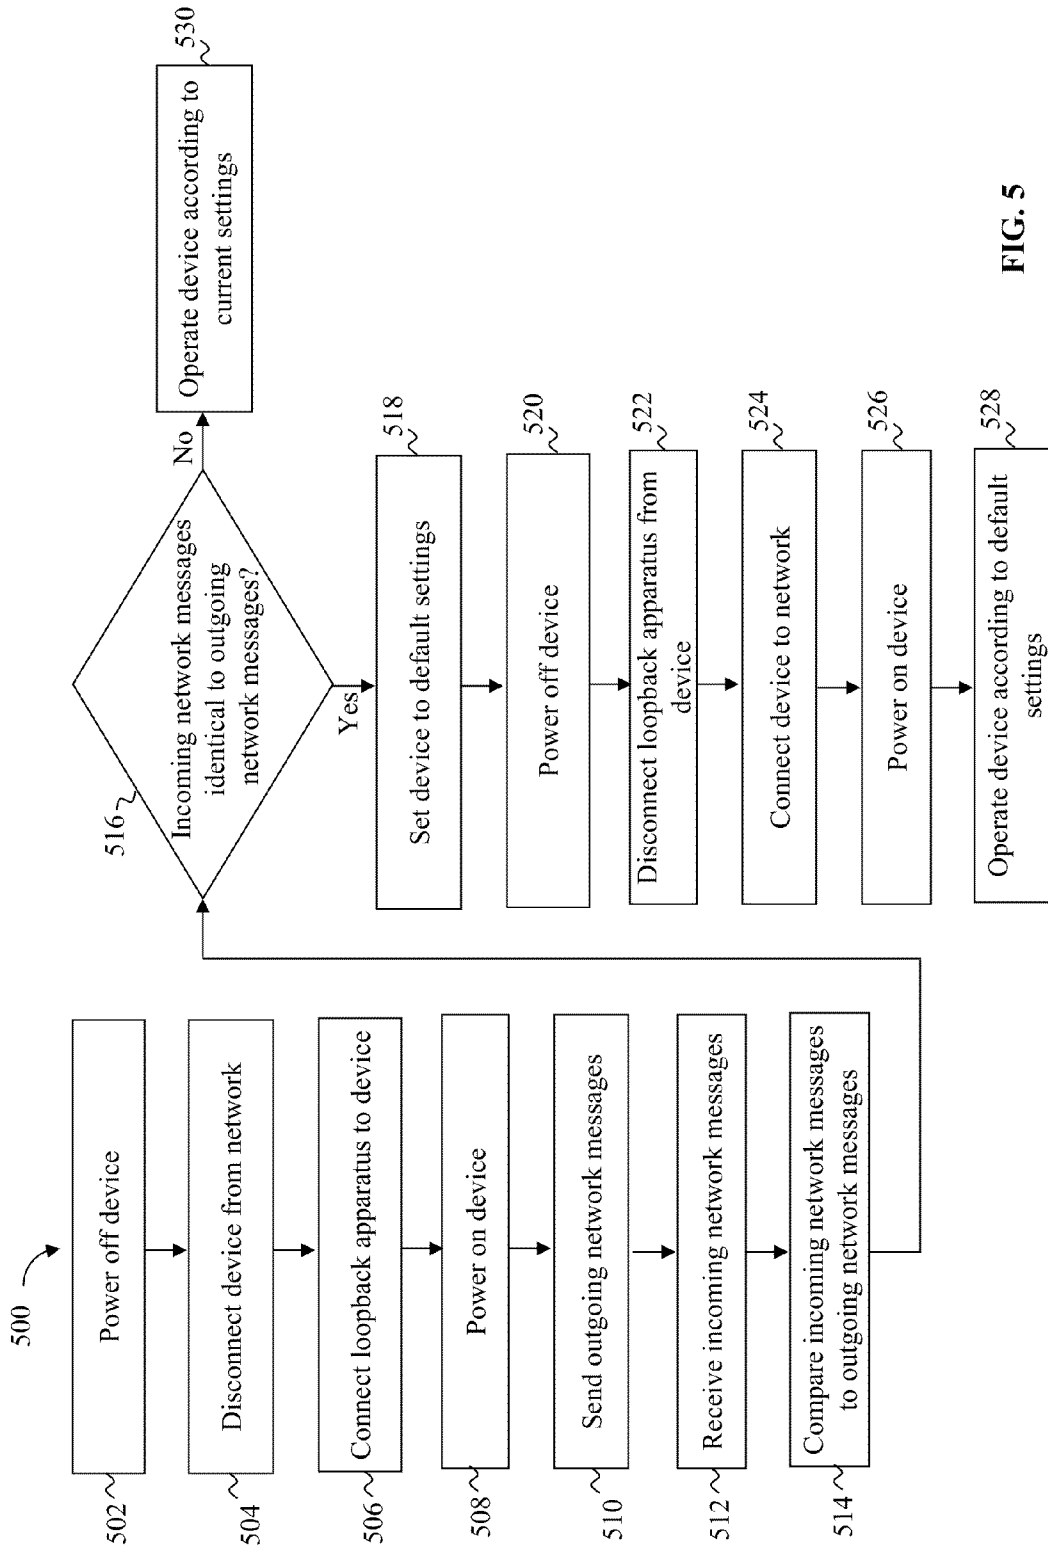 500
502
Power off device
504
Disconnect device from network
506
Connect loopback apparatus to device
508
Power on device
510
Send outgoing network messages
512
Receive incoming network messages
514
Compare incoming network messages
to outgoing network messages
516
Incoming network messages
identical to outgoing
network messages?
No
530
Operate device according to
current settings
Yes
518
Set device to default settings
520
Power off device
522
Disconnect loopback apparatus from
device
524
Connect device to network
526
Power on device
528
Operate device according to default
settings
FIG. 5